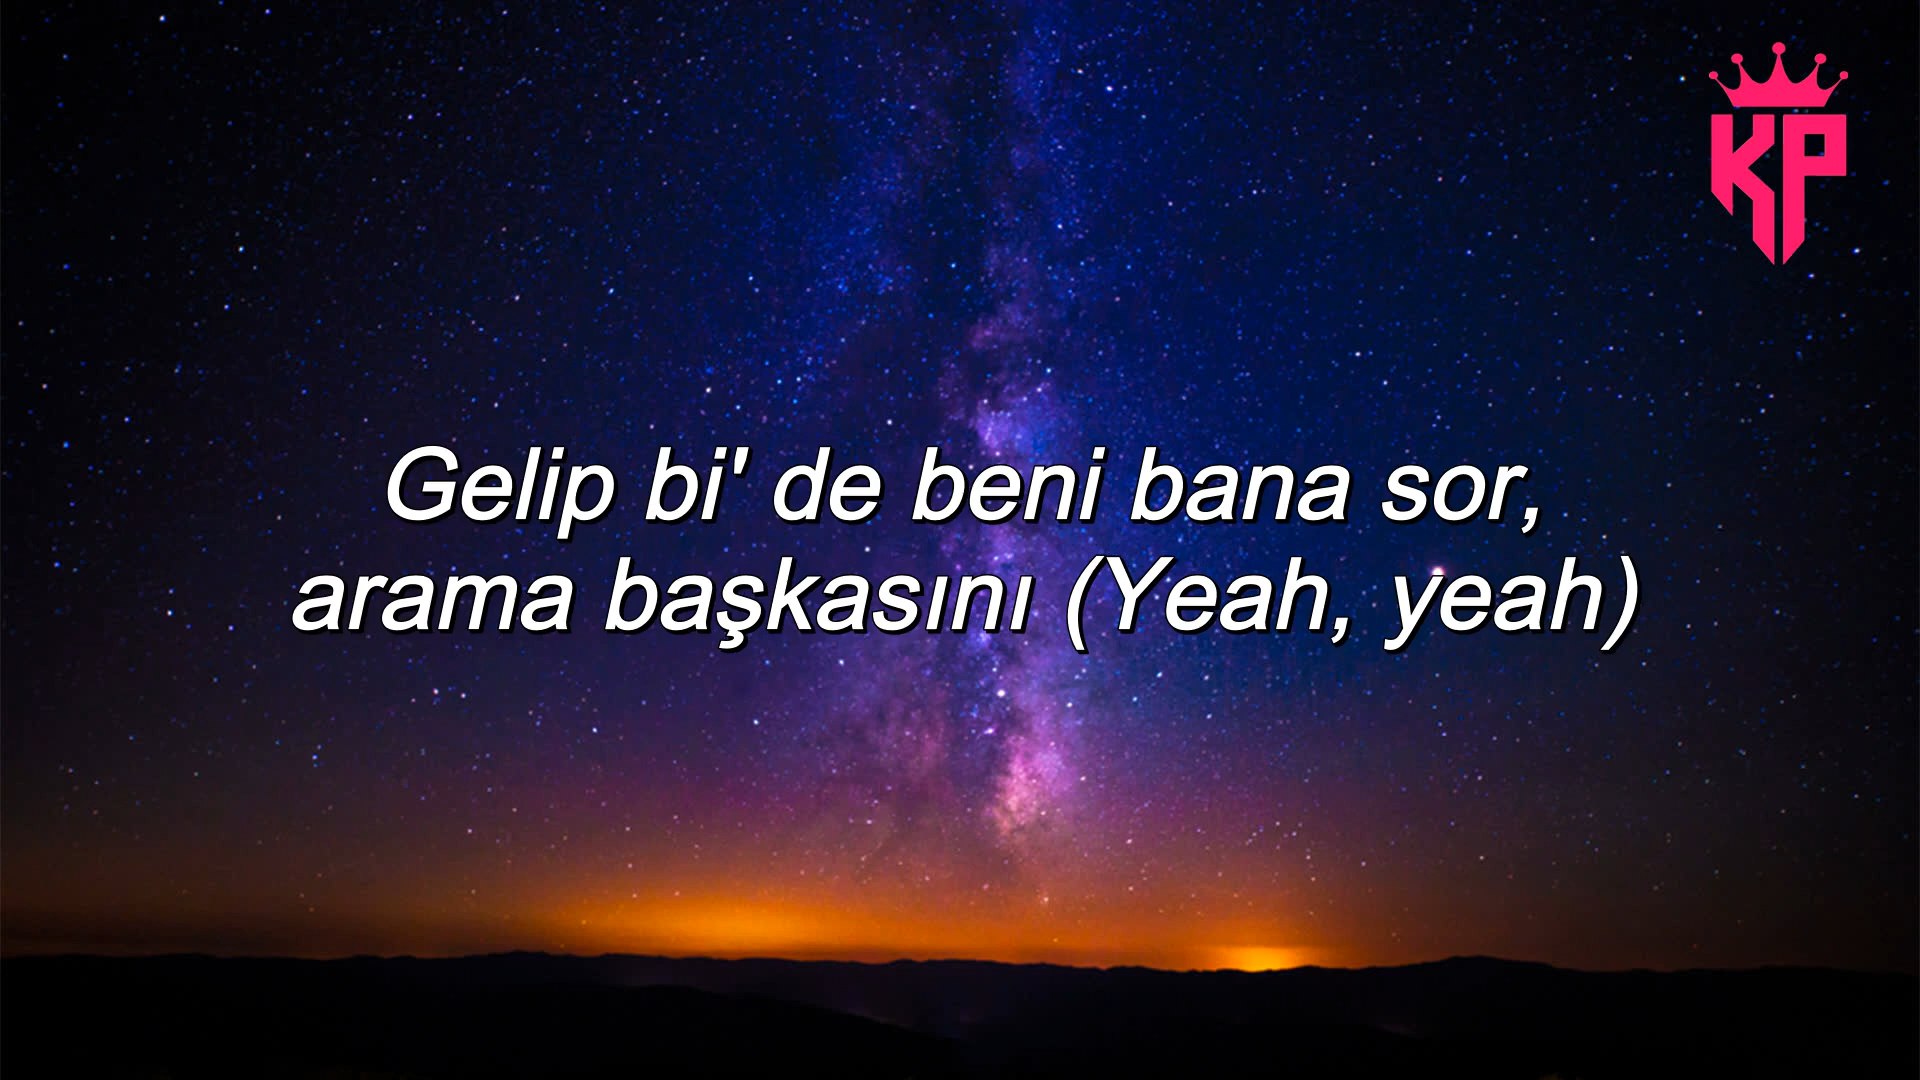 KP
Gelip bi' de beni bana sor,
arama başkasını (Yeah, yeah)